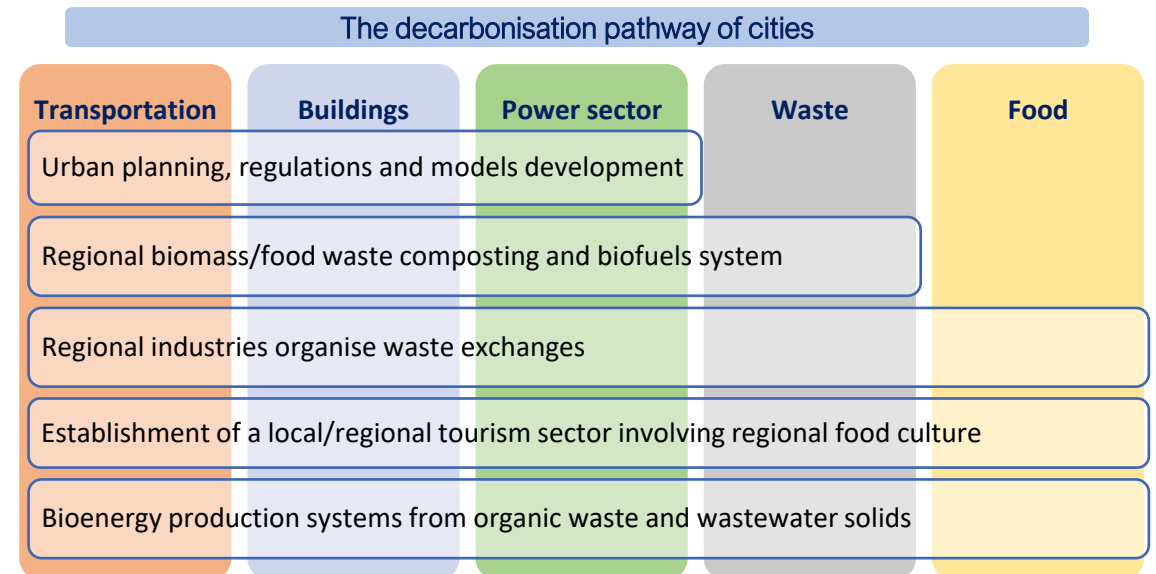 The decarbonisation pathway of cities
Transportation
Buildings
Power sector
Waste
Food
Urban planning, regulations and models development
Regional biomass/food waste composting and biofuels system
Regional industries organise waste exchanges
Establishment of a local/regional tourism sector involving regional food culture
Bioenergy production systems from organic waste and wastewater solids